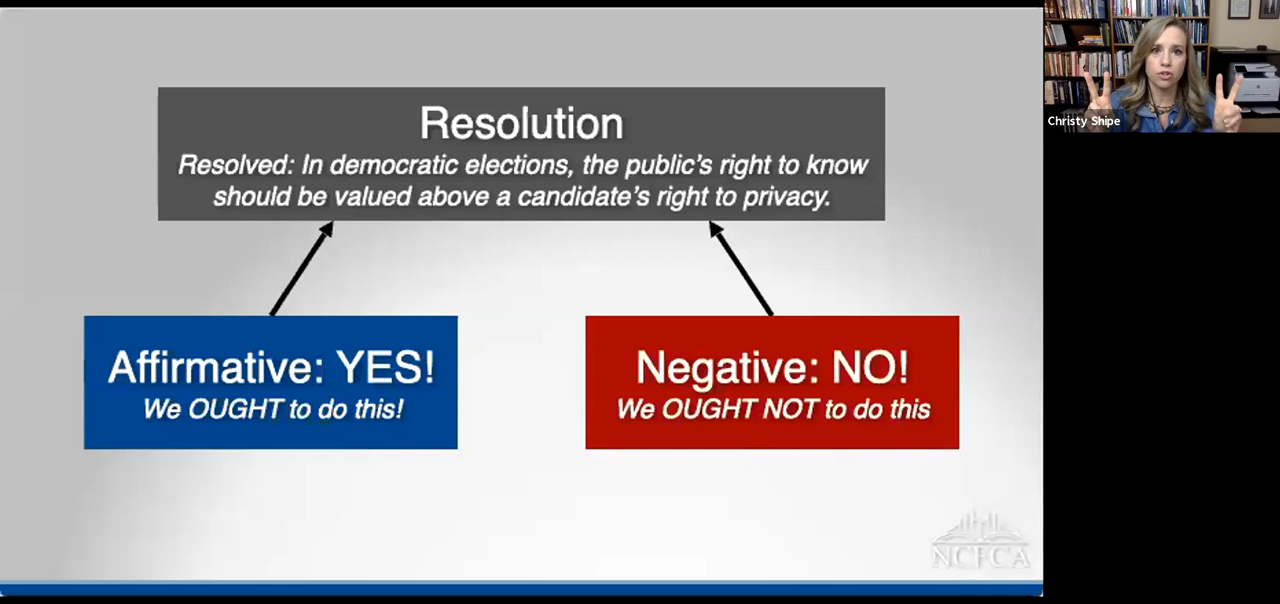 Resolution
Resolved: In democratic elections, the public's right to know
should be valued above a candidate's right to privacy.
Affirmative: YES!
We OUGHT to do this!
Negative: NO!
We OUGHT NOT to do this
NCFCA
Christy Shipe